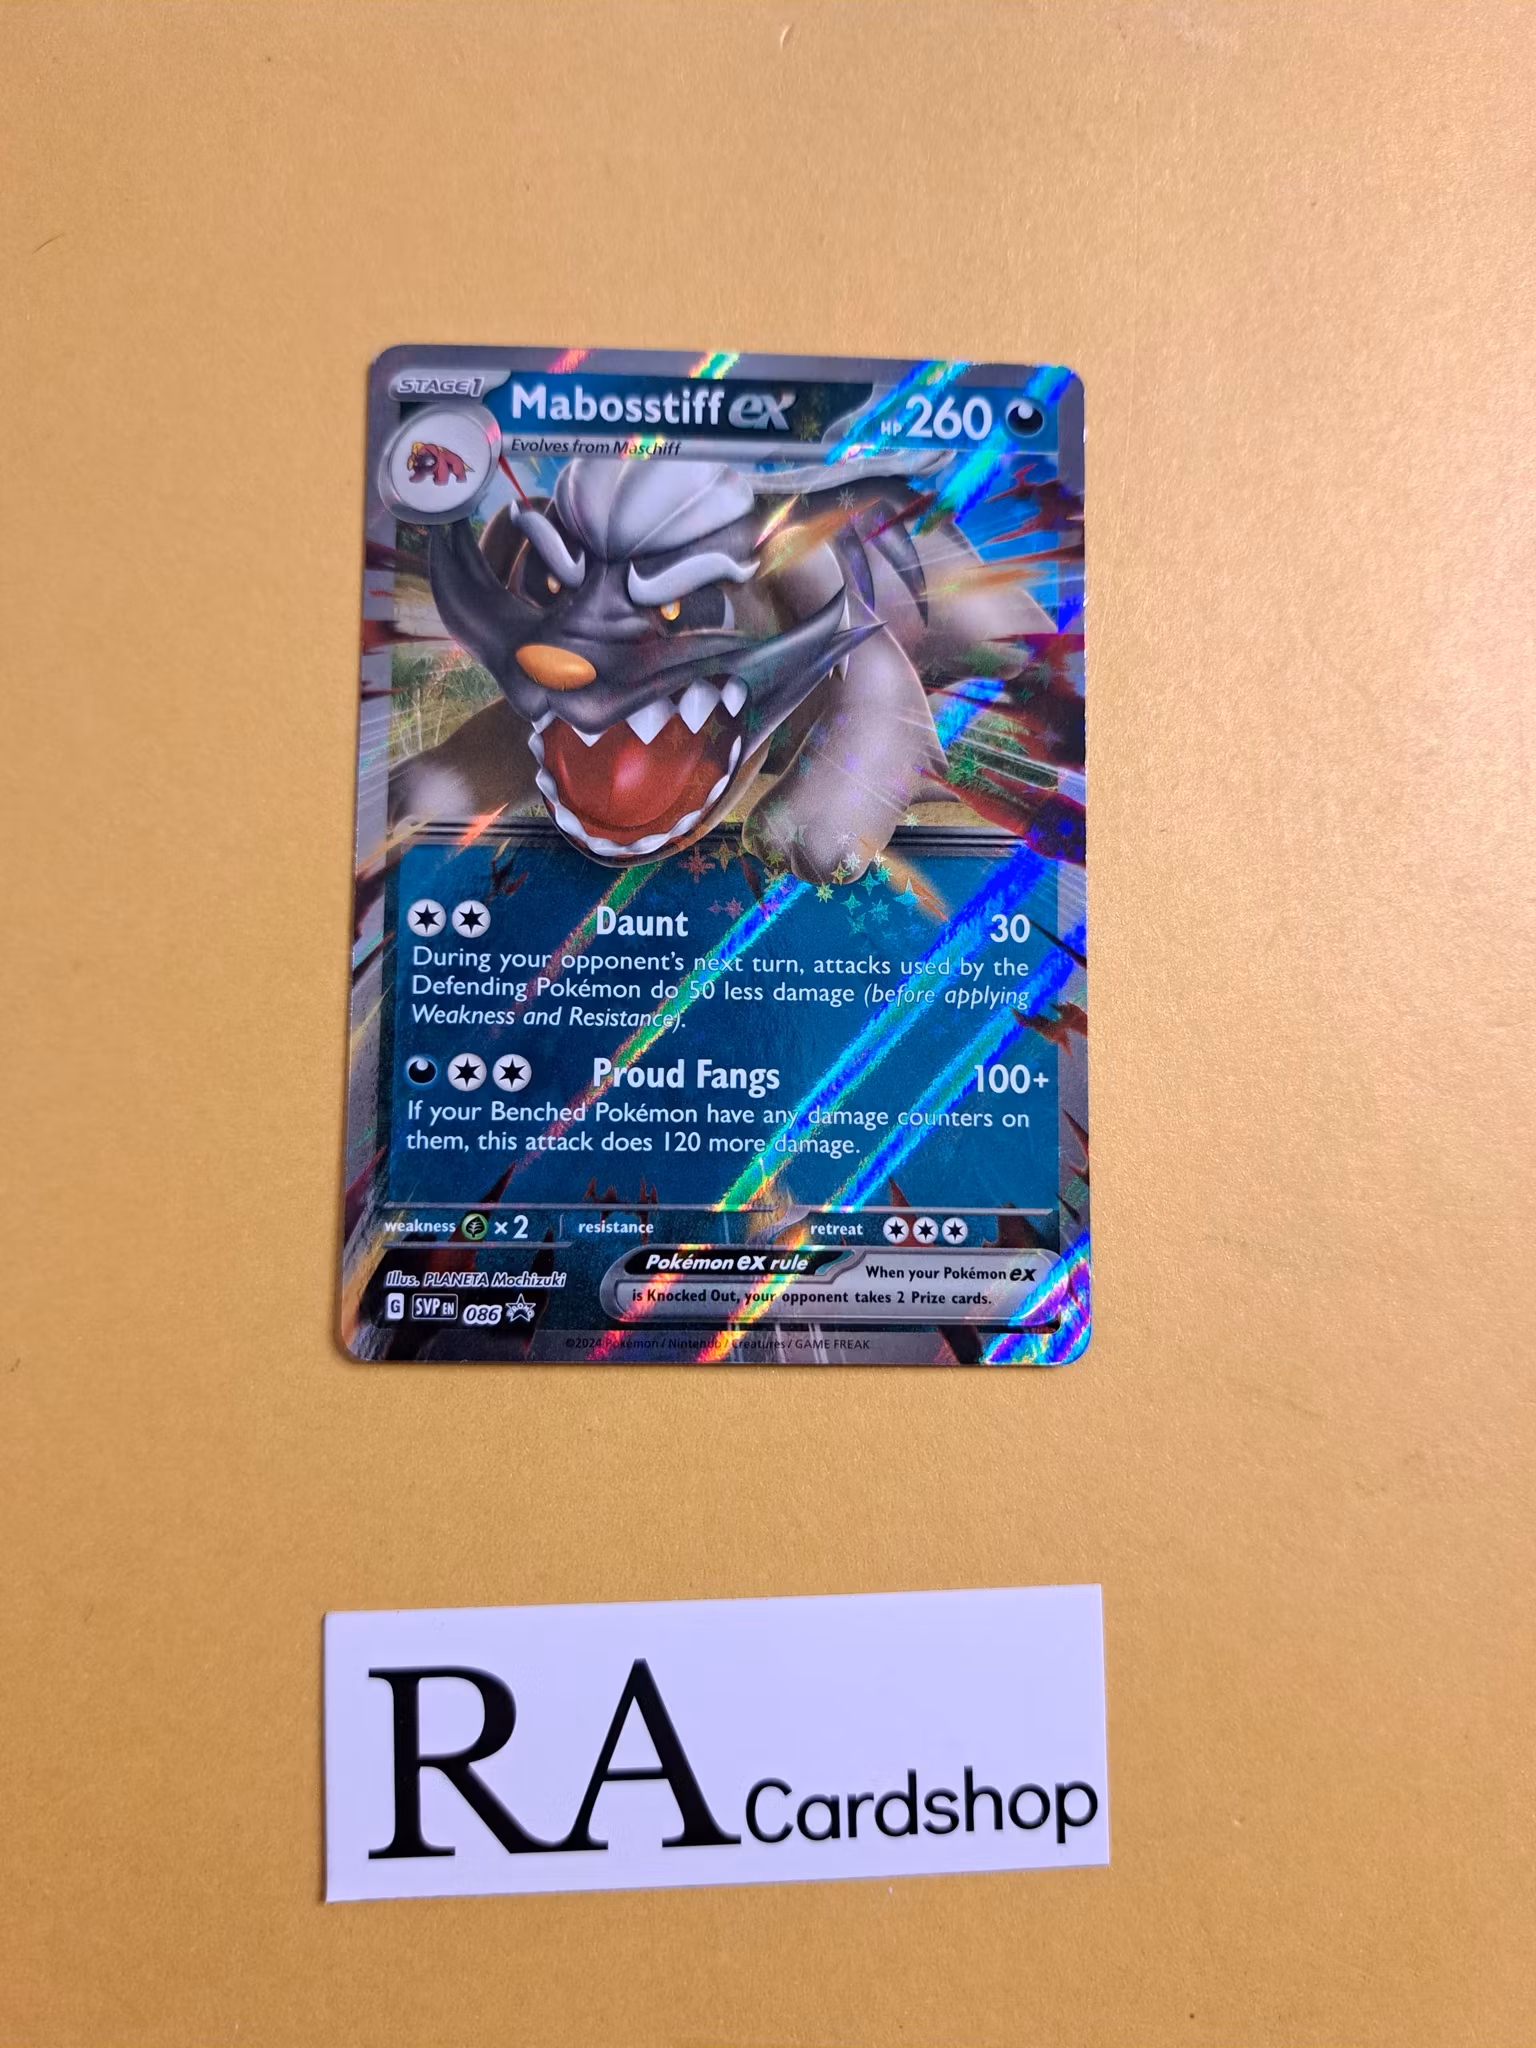 STAGE 1
Mabosstiff ex
HP 260
Evolves from Maschiff
Daunt 30
During your opponent's next turn, attacks used by the
Defending Pokémon do 50 less damage (before applying
Weakness and Resistance).
Proud Fangs 100+
If your Benched Pokémon have any damage counters on
them, this attack does 120 more damage.
weakness ×2 resistance retreat
Pokémon ex rule When your Pokémon ex
is Knocked Out, your opponent takes 2 Prize cards.
Illus. PLANETA Mochizuki
G SVP EN 086
©2024 Pokémon / Nintendo / Creatures / GAME FREAK
RA Cardshop